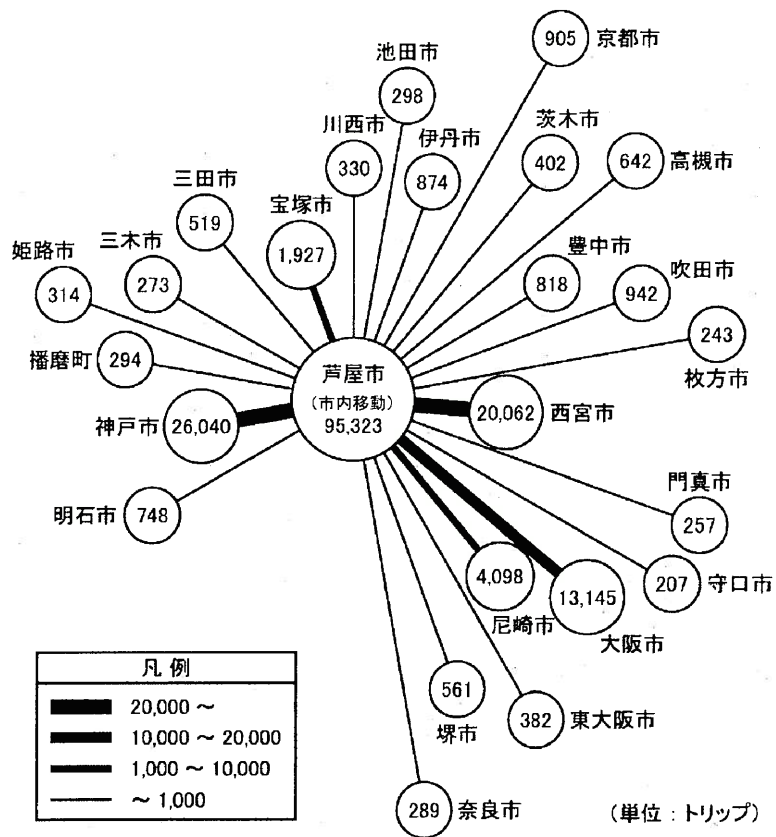 905 京都市
池田市
298
川西市
330
伊丹市
874
茨木市
402
642 高槻市
三田市
519
宝塚市
1,927
姫路市
314
三木市
273
豊中市
818
吹田市
942
243
枚方市
播磨町 294
芦屋市
(市内移動)
95,323
神戸市 26,040
20,062 西宮市
明石市 748
門真市
257
4,098
尼崎市
13,145
大阪市
207 守口市
561
堺市
382 東大阪市
289 奈良市
凡例
20,000 ~
10,000 ~ 20,000
1,000 ~ 10,000
~ 1,000
(単位:トリップ)